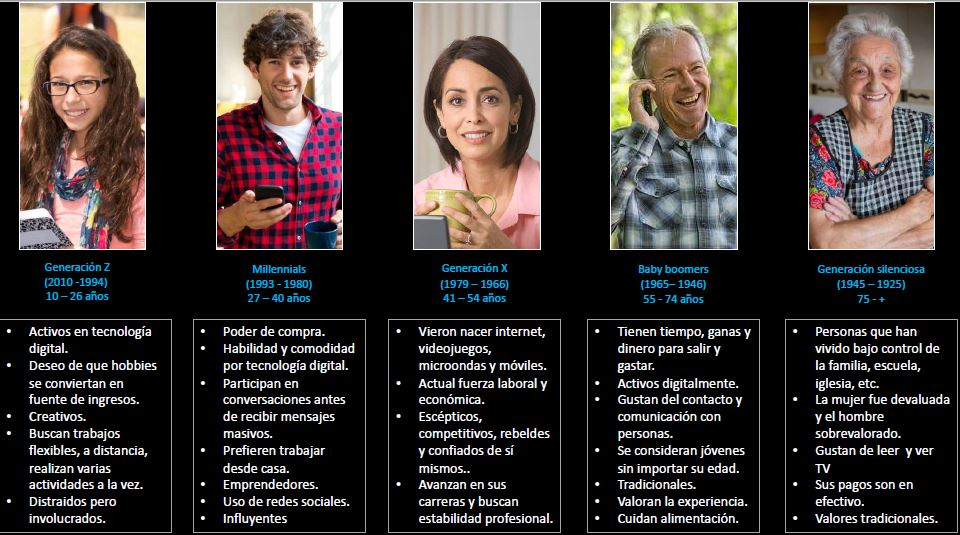 Generación Z
(2010 -1994)
10 – 26 años
• Activos en tecnología
digital.
• Deseo de que hobbies
se conviertan en
fuente de ingresos.
• Creativos.
• Buscan trabajos
flexibles, a distancia,
realizan varias
actividades a la vez.
• Distraidos pero
involucrados.
Millennials
(1993 - 1980)
27 – 40 años
• Poder de compra.
• Habilidad y comodidad
por tecnología digital.
• Participan en
conversaciones antes
de recibir mensajes
masivos.
• Prefieren trabajar
desde casa.
• Emprendedores.
• Uso de redes sociales.
• Influyentes
Generación X
(1979 – 1966)
41 – 54 años
• Vieron nacer internet,
videojuegos,
microondas y móviles.
• Actual fuerza laboral y
económica.
• Escépticos,
competitivos, rebeldes
y confiados de sí
mismos..
• Avanzan en sus
carreras y buscan
estabilidad profesional.
Baby boomers
(1965– 1946)
55 - 74 años
• Tienen tiempo, ganas y
dinero para salir y
gastar.
• Activos digitalmente.
• Gustan del contacto y
comunicación con
personas.
• Se consideran jóvenes
sin importar su edad.
• Tradicionales.
• Valoran la experiencia.
• Cuidan alimentación.
Generación silenciosa
(1945 – 1925)
75 - +
• Personas que han
vivido bajo control de
la familia, escuela,
iglesia, etc.
• La mujer fue devaluada
y el hombre
sobrevalorado.
• Gustan de leer y ver
TV
• Sus pagos son en
efectivo.
• Valores tradicionales.